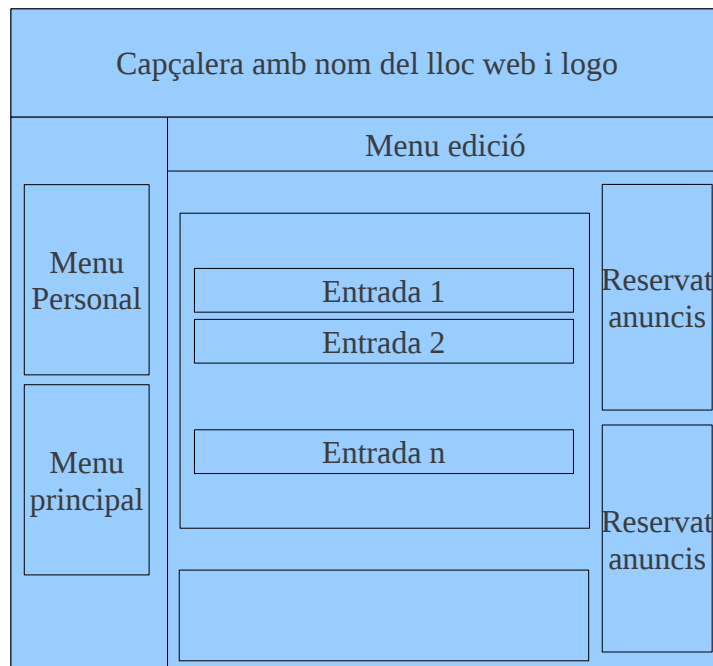 Capçalera amb nom del lloc web i logo
Menu edició
Menu
Personal
Menu
principal
Entrada 1
Entrada 2
Entrada n
Reservat
anuncis
Reservat
anuncis